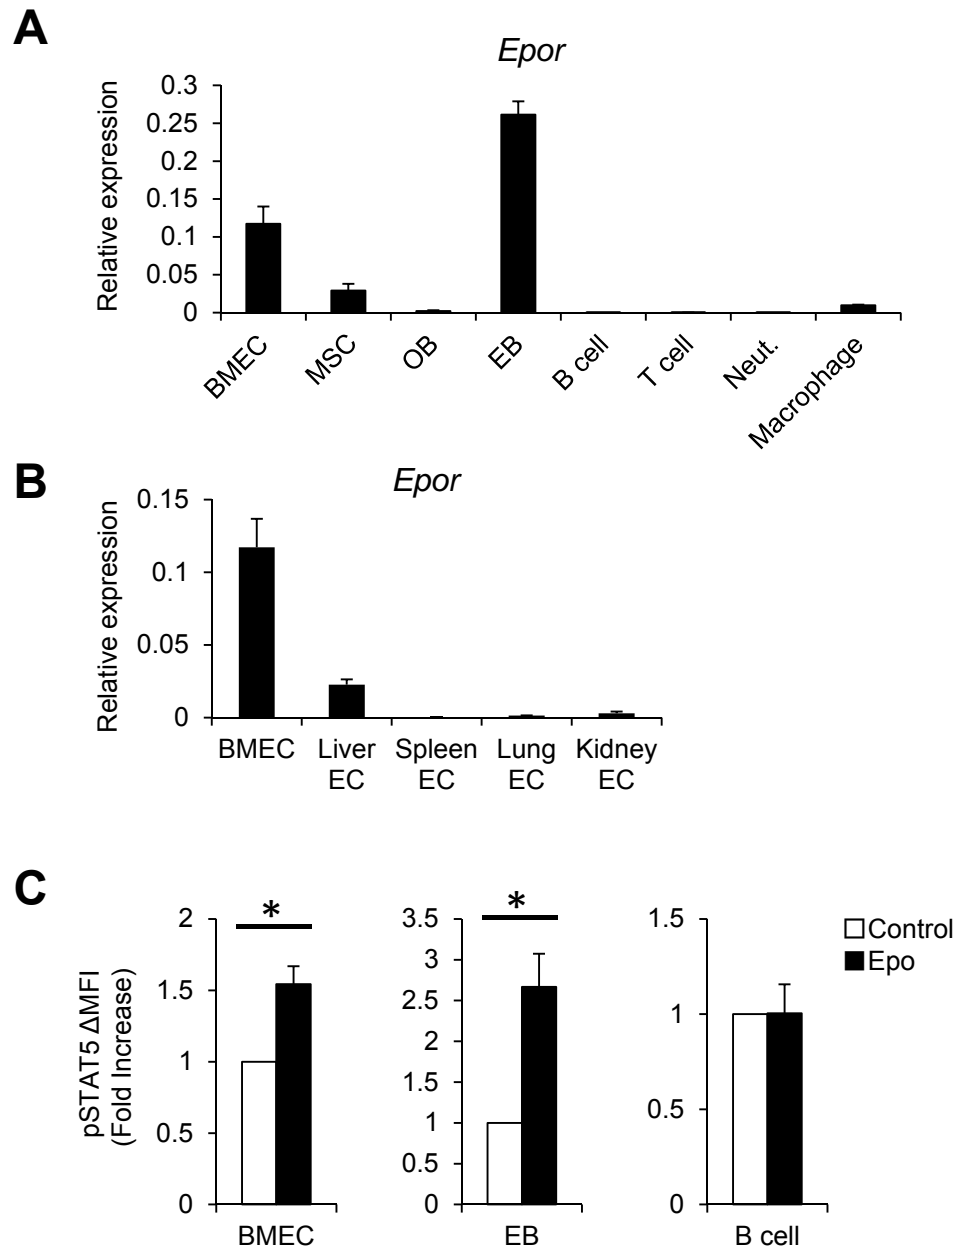 A
Epor
Relative expression
0.3
0.25
0.2
0.15
0.1
0.05
0
BMEC
MSC
OB
EB
B cell
T cell
Neut.
Macrophage
B
Epor
Relative expression
0.15
0.1
0.05
0
BMEC
Liver
EC
Spleen
EC
Lung
EC
Kidney
EC
C
pSTAT5 ΔMFI
(Fold Increase)
2
1.5
1
0.5
0
*
BMEC
3.5
3
2.5
2
1.5
1
0.5
0
*
EB
1.5
1
0.5
0
B cell
Control
Epo